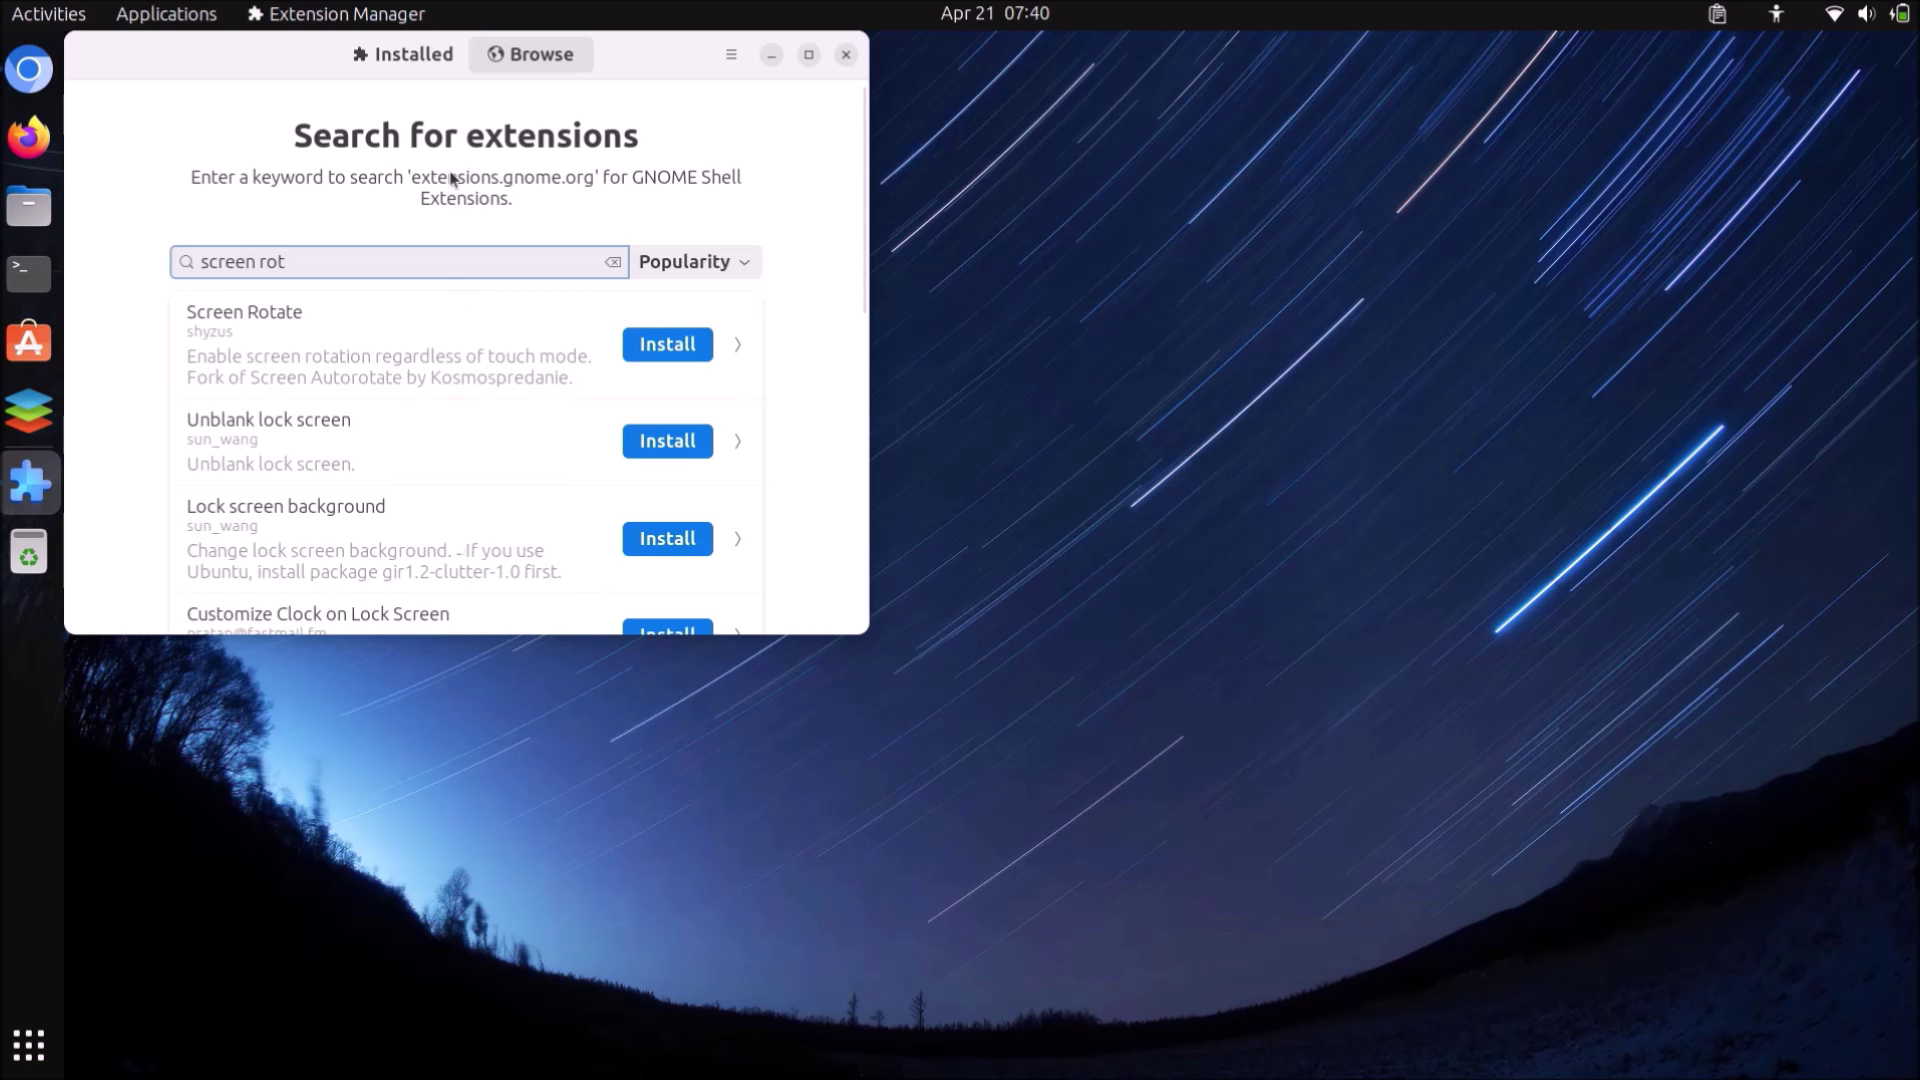 Activities Applications Extension Manager Apr 21 07:40
Installed Browse
Search for extensions
Enter a keyword to search 'extensions.gnome.org' for GNOME Shell
Extensions.
screen rot Popularity
Screen Rotate
shyzus
Enable screen rotation regardless of touch mode.
Fork of Screen Autorotate by Kosmospredanie.
Install
Unblank lock screen
sun_wang
Unblank lock screen.
Install
Lock screen background
sun_wang
Change lock screen background. - If you use
Ubuntu, install package gir1.2-clutter-1.0 first.
Install
Customize Clock on Lock Screen
pratap@fastmail.fm
Install